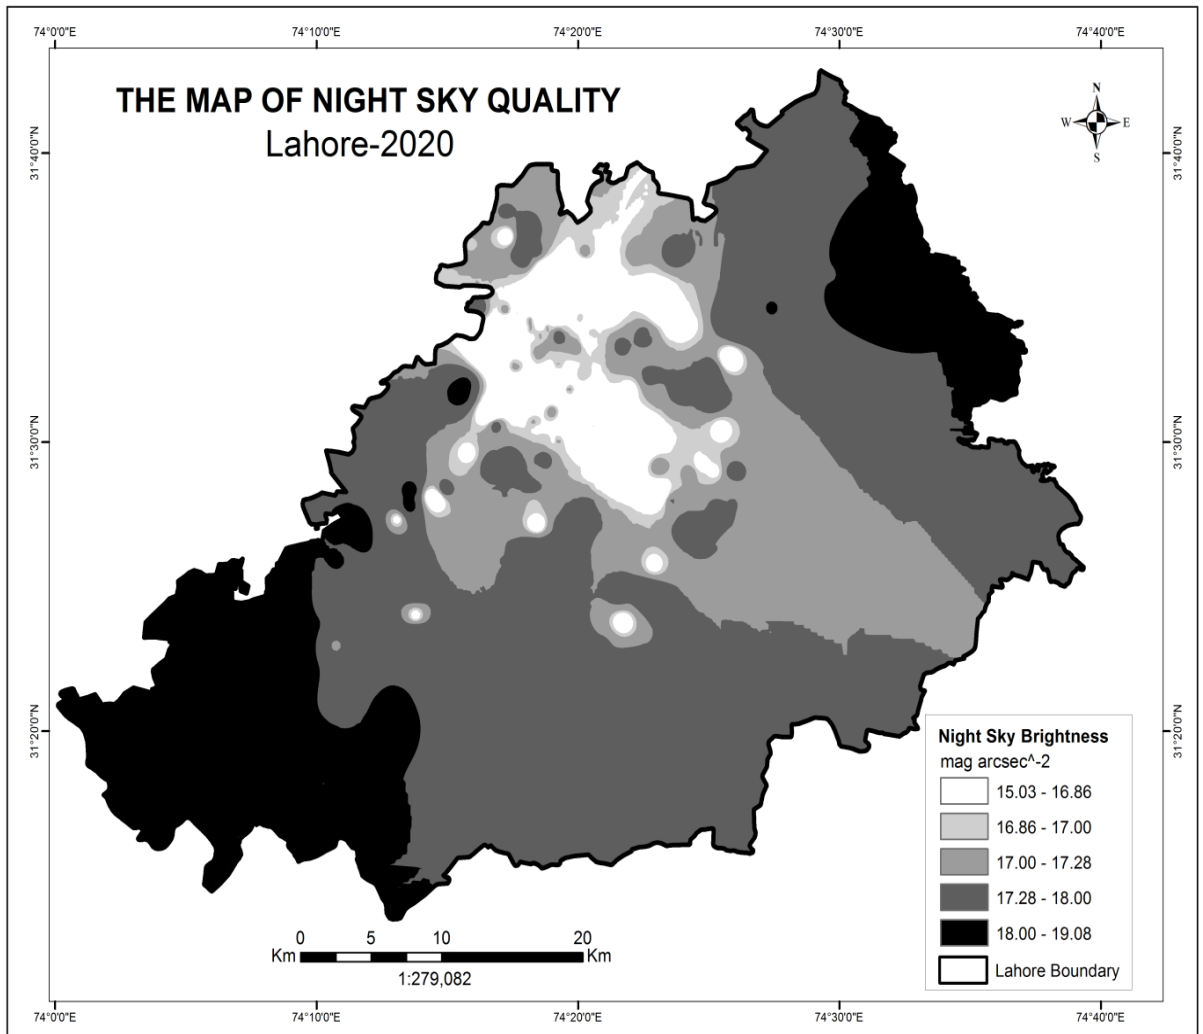 74°0'0"E 74°10'0"E 74°20'0"E 74°30'0"E 74°40'0"E
THE MAP OF NIGHT SKY QUALITY
Lahore-2020
N
W E
S
31°40'0"N 31°40'0"N
31°30'0"N 31°30'0"N
31°20'0"N 31°20'0"N
Night Sky Brightness
mag arcsec^-2
15.03 - 16.86
16.86 - 17.00
17.00 - 17.28
17.28 - 18.00
18.00 - 19.08
Lahore Boundary
0 5 10 20
Km Km
1:279,082
74°0'0"E 74°10'0"E 74°20'0"E 74°30'0"E 74°40'0"E